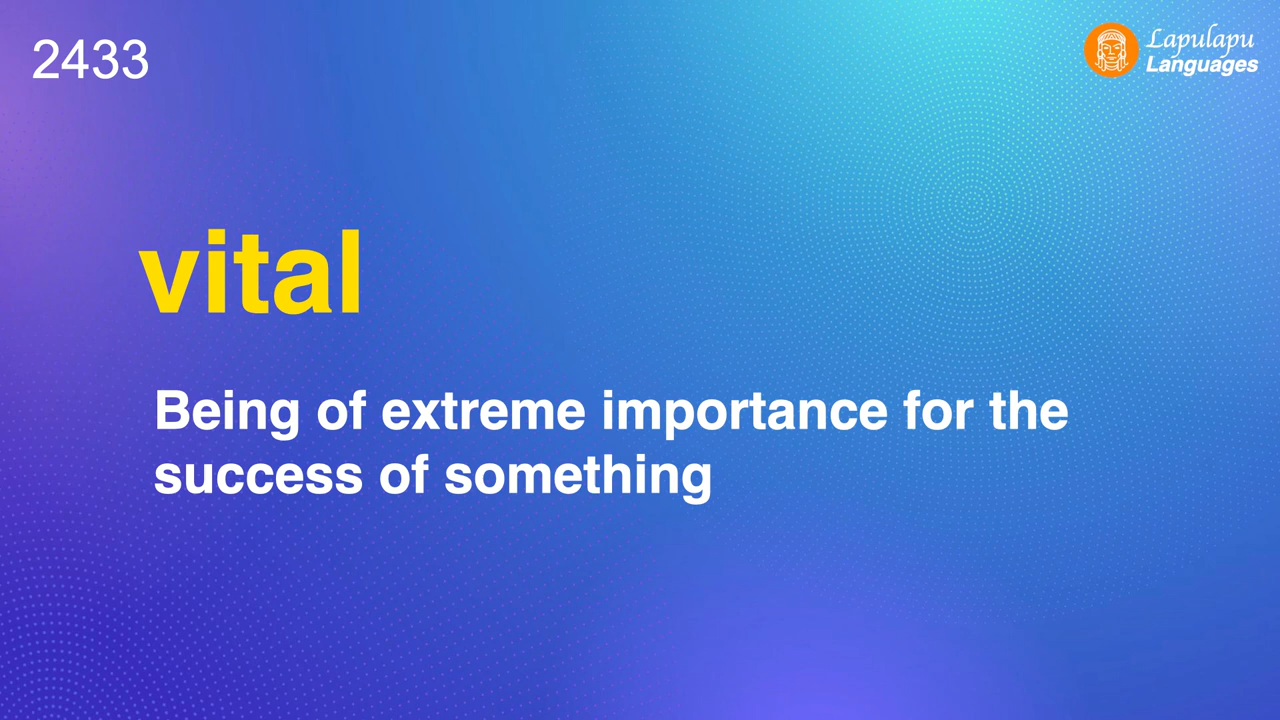 2433
Lapulapu
Languages
vital
Being of extreme importance for the
success of something